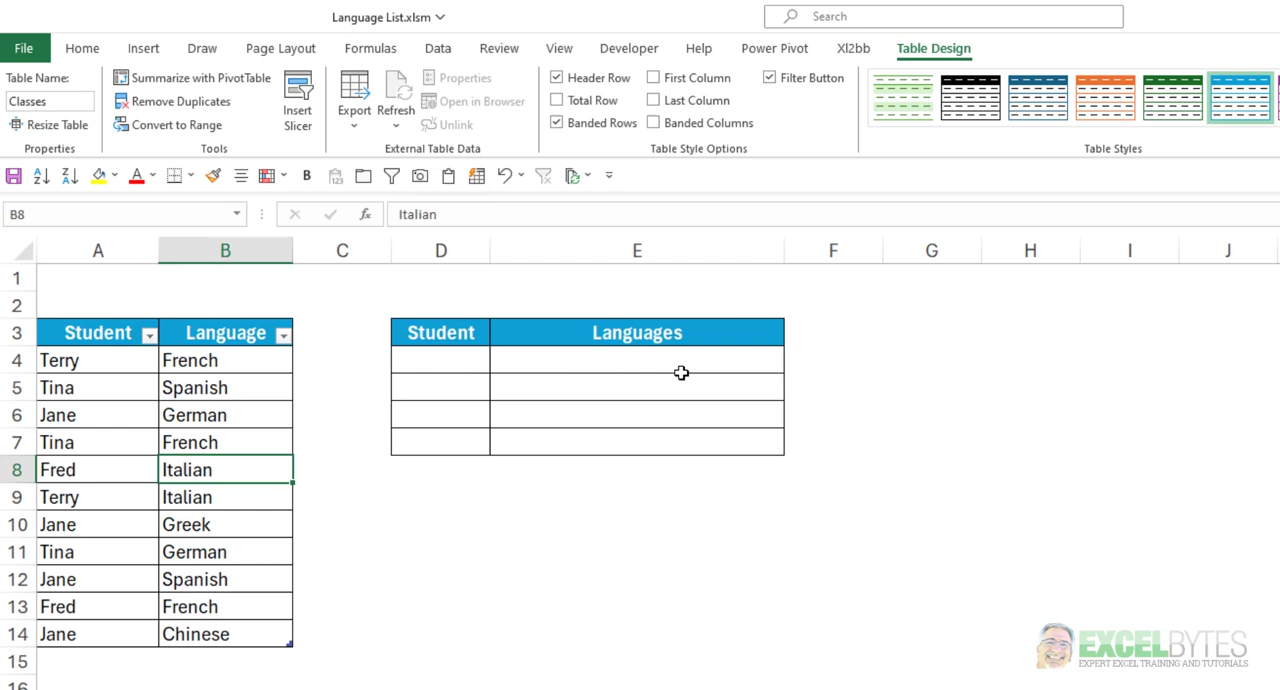 Language List.xlsm
Search
File Home Insert Draw Page Layout Formulas Data Review View Developer Help Power Pivot Xl2bb Table Design
Table Name:
Classes
Resize Table
Properties
Summarize with PivotTable
Remove Duplicates
Convert to Range
Insert
Slicer
Tools
Export
Refresh
Properties
Open in Browser
Unlink
External Table Data
Header Row First Column Filter Button
Total Row Last Column
Banded Rows Banded Columns
Table Style Options
Table Styles
B8 fx Italian
A B C D E F G H I J
1
2
3 Student Language Student Languages
4 Terry French
5 Tina Spanish
6 Jane German
7 Tina French
8 Fred Italian
9 Terry Italian
10 Jane Greek
11 Tina German
12 Jane Spanish
13 Fred French
14 Jane Chinese
15
16
EXCELBYTES
EXPERT EXCEL TRAINING AND TUTORIALS